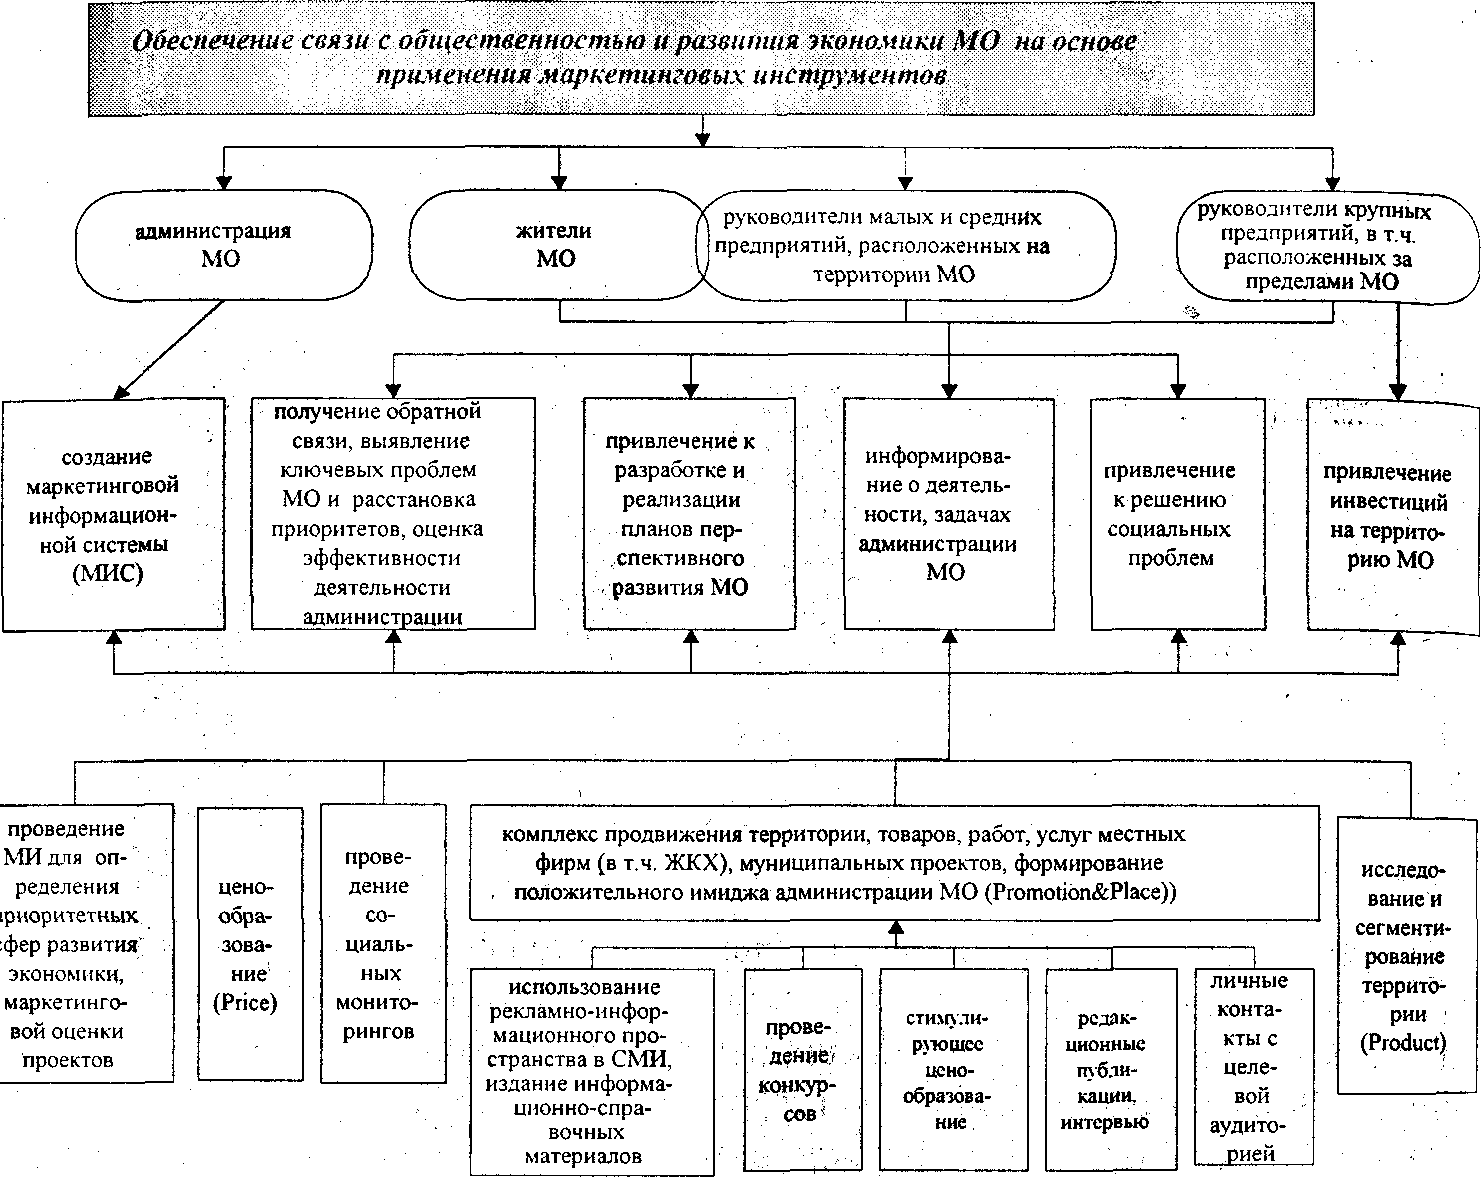 Обеспечение связи с общественностью и развития экономики МО на основе
применения маркетинговых инструментов
администрация
МО
жители
МО
руководители малых и средних
предприятий, расположенных на
территории МО
руководители крупных
предприятий, в т.ч.
расположенных за
пределами МО
создание
маркетинговой
информацион-
ной системы
(МИС)
получение обратной
связи, выявление
ключевых проблем
МО и расстановка
приоритетов, оценка
эффективности
деятельности
администрации
привлечение к
разработке и
реализации
планов пер-
спективного
развития МО
информирова-
ние о деятель-
ности, задачах
администрации
МО
привлечение
к решению
социальных
проблем
привлечение
инвестиций
на террито-
рию МО
проведение
МИ для оп-
ределения
приоритетных
сфер развития
экономики,
маркетинго-
вой оценки
проектов
цено-
обра-
зова-
ние
(Price)
прове-
дение
со-
циаль-
ных
монито-
рингов
комплекс продвижения территории, товаров, работ, услуг местных
фирм (в т.ч. ЖКХ), муниципальных проектов, формирование
положительного имиджа администрации МО (Promotion&Place))
исследо-
вание и
сегменти-
рование
террито-
рии
(Product)
использование
рекламно-инфор-
мационного про-
странства в СМИ,
издание информа-
ционно-спра-
вочных
материалов
прове-
дение
конкур-
сов
стимули-
рующее
цено-
образова-
ние
редак-
ционные
публи-
кации,
интервью
личные
конта-
кты с
целе-
вой
аудито-
рией